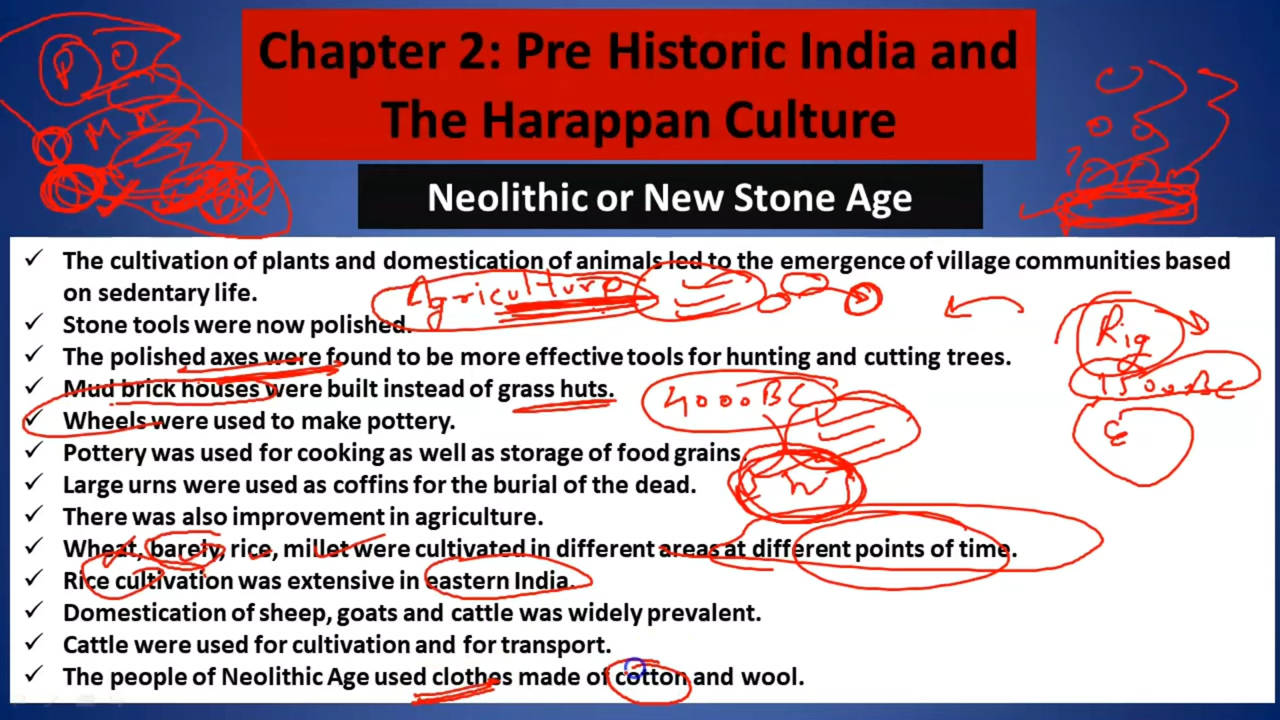 Chapter 2: Pre Historic India and
The Harappan Culture
Neolithic or New Stone Age
P O
M
✓ The cultivation of plants and domestication of animals led to the emergence of village communities based
on sedentary life.
Agriculture
✓ Stone tools were now polished.
Rig
✓ The polished axes were found to be more effective tools for hunting and cutting trees.
1500BC
✓ Mud brick houses were built instead of grass huts.
4000BC
✓ Wheels were used to make pottery.
✓ Pottery was used for cooking as well as storage of food grains.
✓ Large urns were used as coffins for the burial of the dead.
✓ There was also improvement in agriculture.
✓ Wheat, barely, rice, millet were cultivated in different areas at different points of time.
✓ Rice cultivation was extensive in eastern India.
✓ Domestication of sheep, goats and cattle was widely prevalent.
✓ Cattle were used for cultivation and for transport.
✓ The people of Neolithic Age used clothes made of cotton and wool.